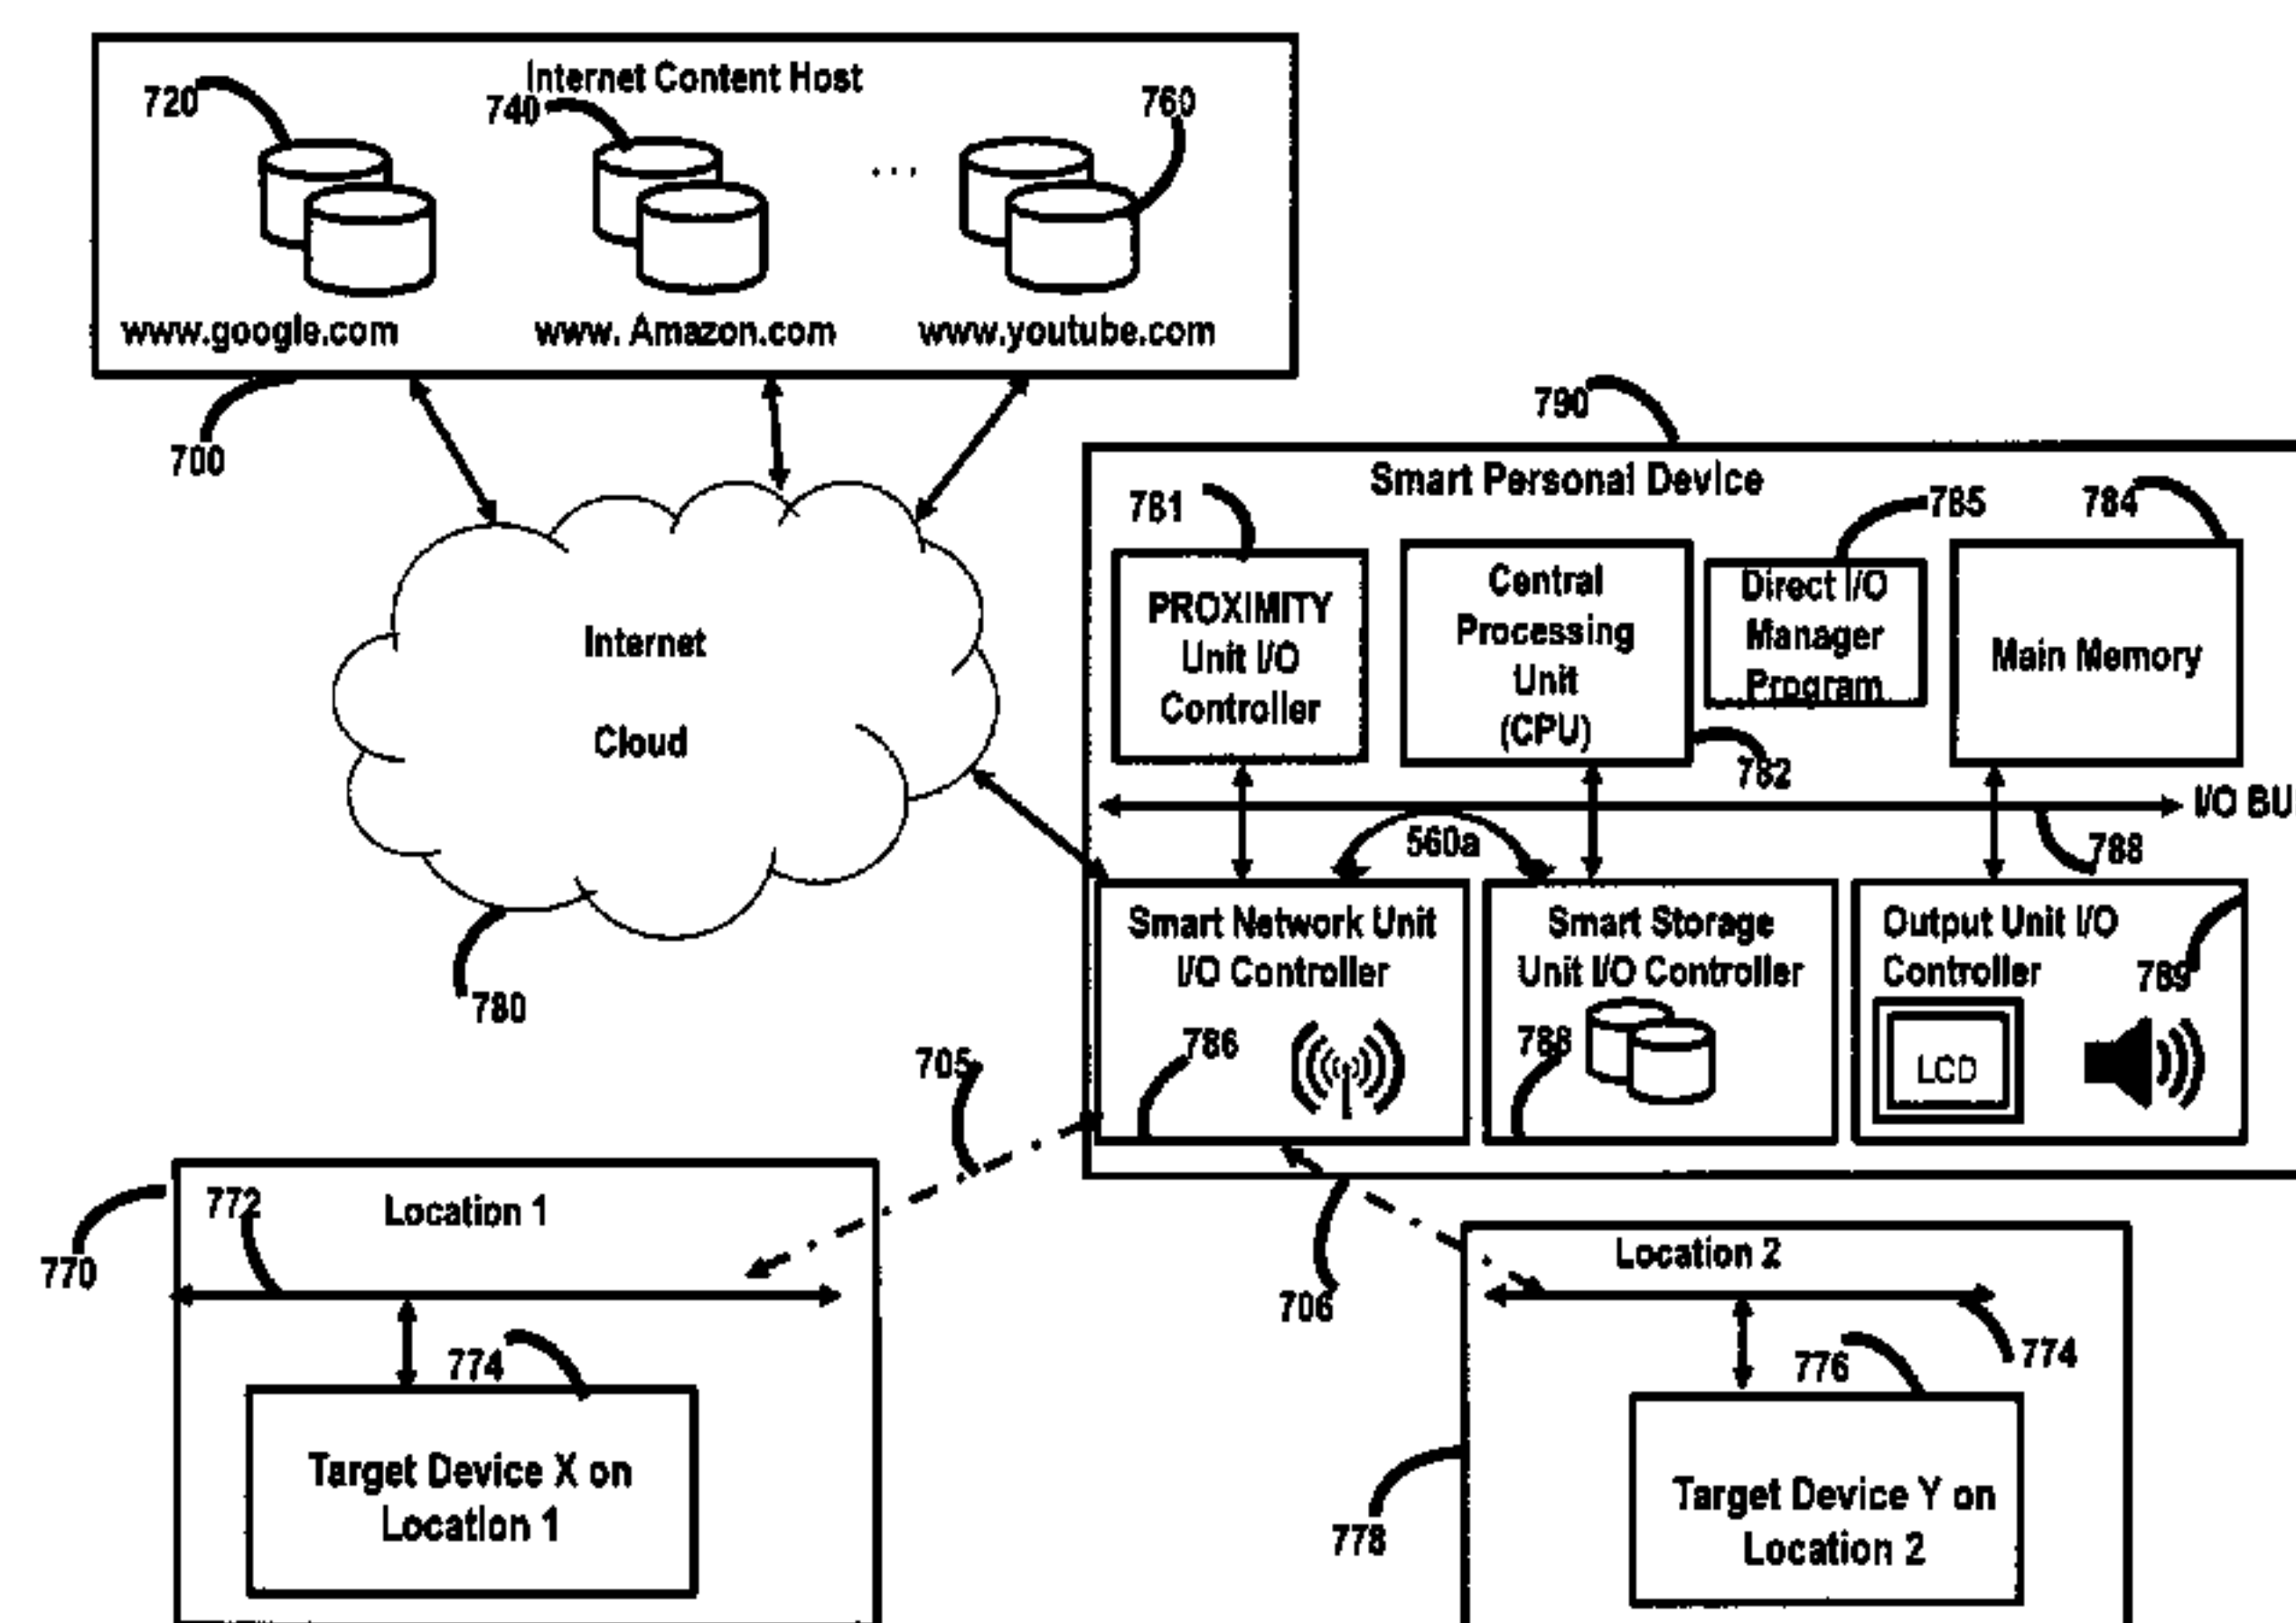 Internet Content Host
720
740
760
...
www.google.com
www. Amazon.com
www.youtube.com
700
790
Smart Personal Device
781
785
784
PROXIMITY
Unit I/O
Controller
Central
Processing
Unit
(CPU)
Direct I/O
Manager
Program
Main Memory
782
I/O BU
560a
788
Internet
Cloud
780
Smart Network Unit
I/O Controller
786
Smart Storage
Unit I/O Controller
788
Output Unit I/O
Controller
789
LCD
705
706
770
772
Location 1
774
Target Device X on
Location 1
Location 2
774
776
778
Target Device Y on
Location 2